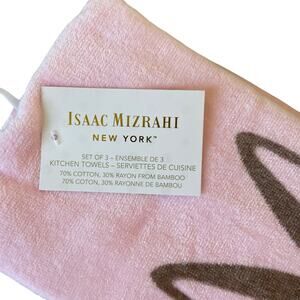 ISAAC MIZRAHI
NEW YORK™
SET OF 3 – ENSEMBLE DE 3
KITCHEN TOWELS – SERVIETTES DE CUISINE
70% COTTON, 30% RAYON FROM BAMBOO
70% COTON, 30% RAYONNE DE BAMBOU